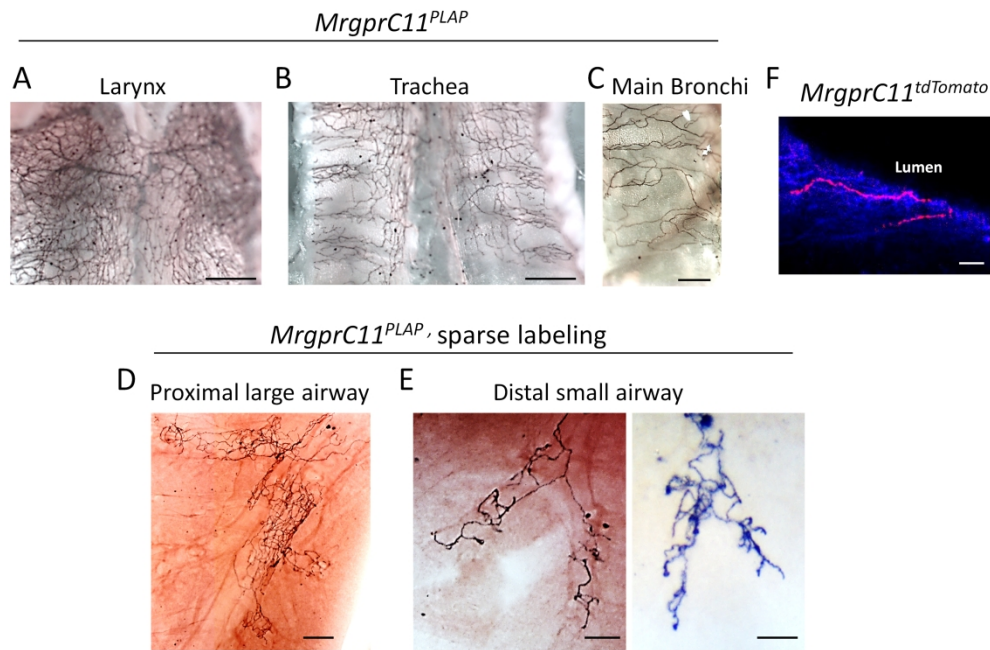 MrgprC11PLAP
A
Larynx
B
Trachea
C
Main Bronchi
F
MrgprC11tdTomato
Lumen
MrgprC11PLAP, sparse labeling
D
Proximal large airway
E
Distal small airway